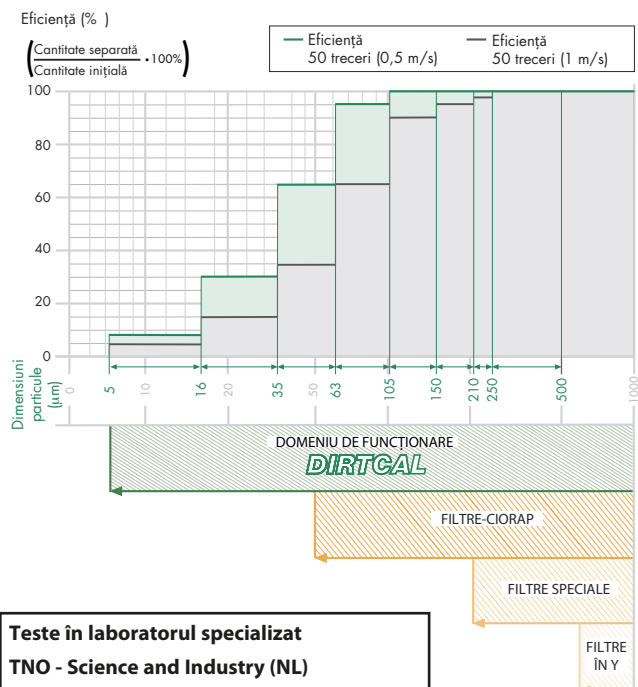 Eficiență (% )
Cantitate separată
Cantitate inițială
·100%
Eficiență
50 treceri (0,5 m/s)
Eficiență
50 treceri (1 m/s)
100
80
60
40
20
0
Dimensiuni
particule
(μm)
0
5
10
16
20
35
50
63
105
150
210
250
500
1000
DOMENIU DE FUNCȚIONARE
DIRTCAL
FILTRE-CIORAP
FILTRE SPECIALE
FILTRE
ÎN Y
Teste în laboratorul specializat
TNO - Science and Industry (NL)